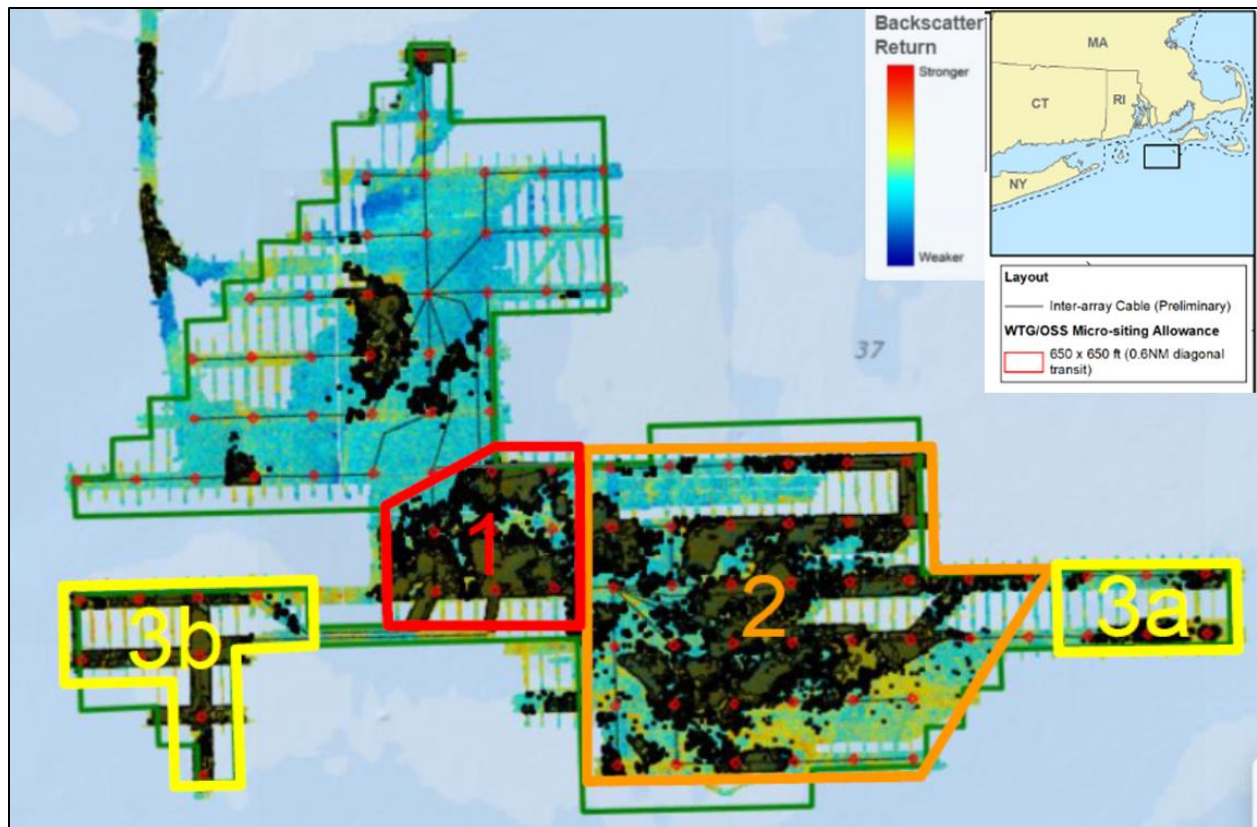 Backscatter
Return
Stronger
Weaker
MA
CT
RI
NY
Layout
Inter-array Cable (Preliminary)
WTG/OSS Micro-siting Allowance
650 x 650 ft (0.6NM diagonal
transit)
37
1
2
3a
3b